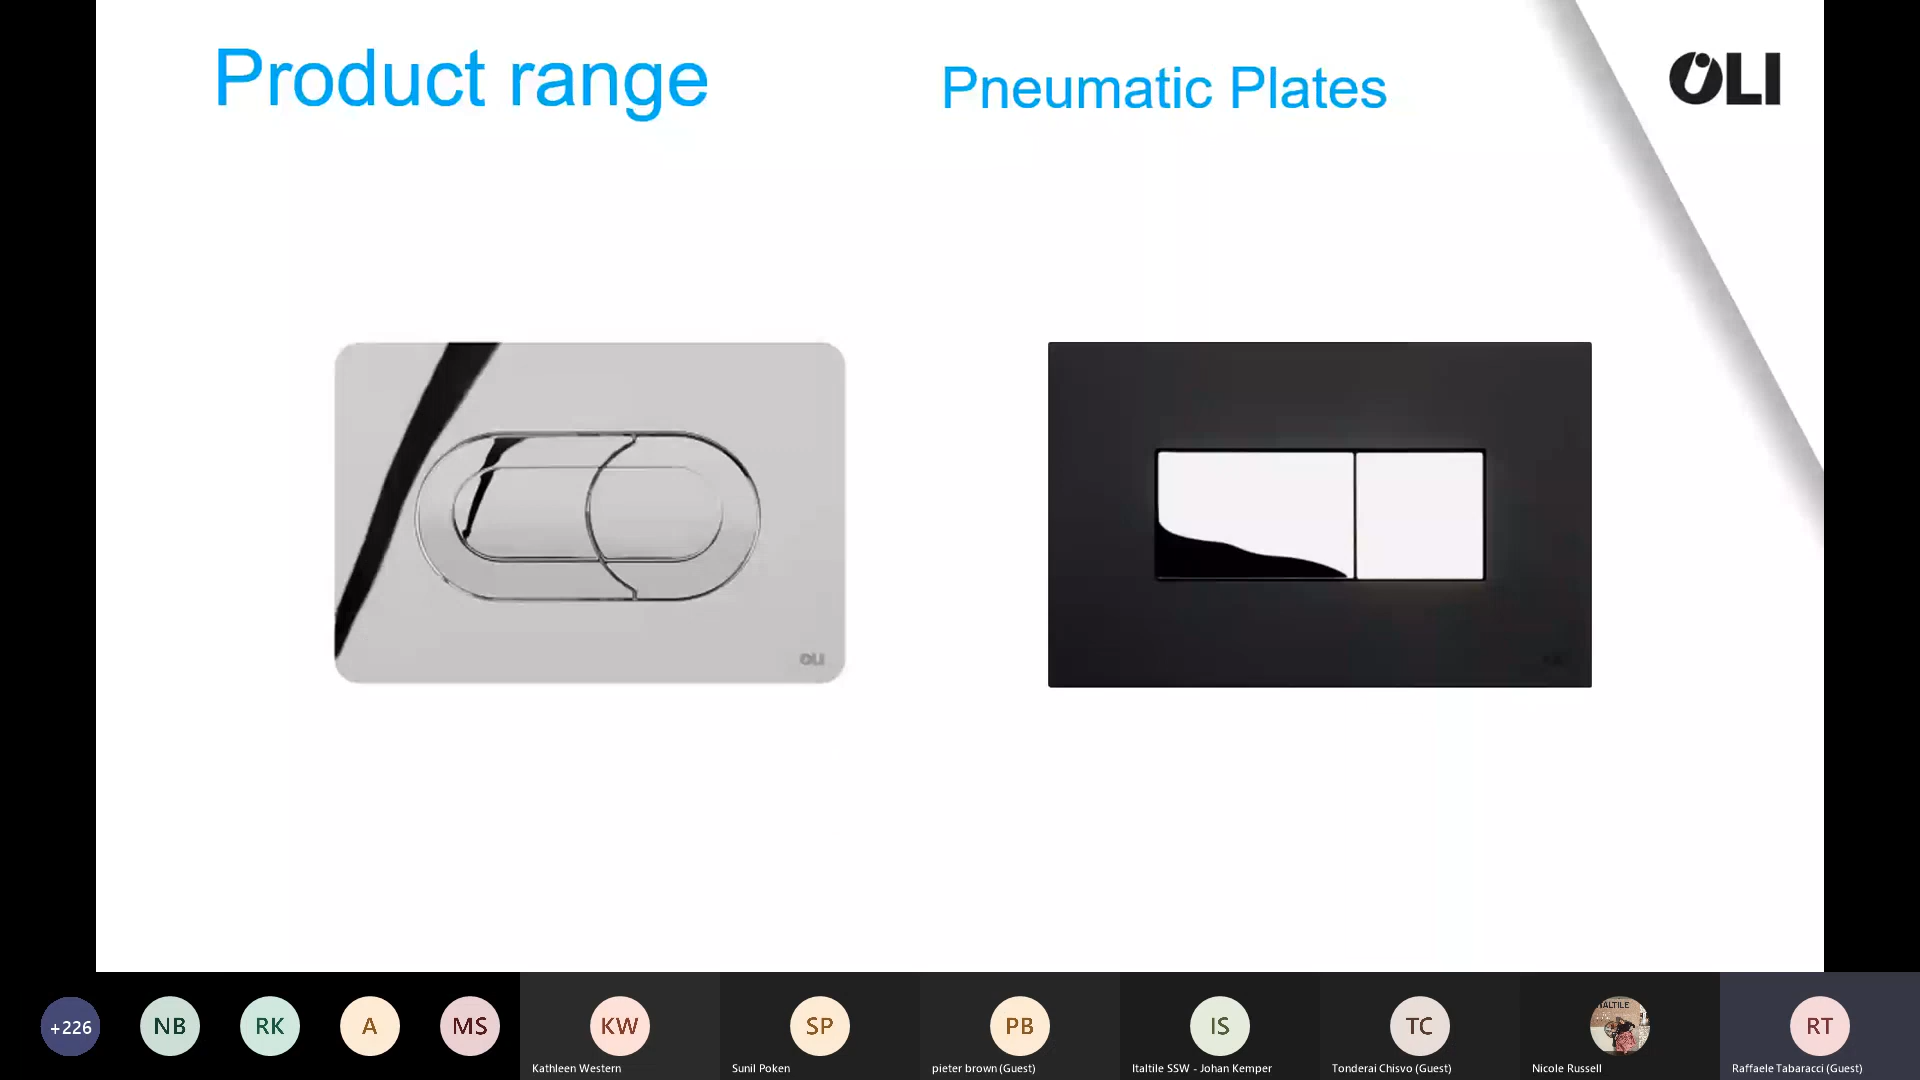 Product range
Pneumatic Plates
OLI
OLI
+226
NB
RK
A
MS
KW
SP
PB
IS
TC
RT
Kathleen Western
Sunil Poken
pieter brown (Guest)
Italtile SSW - Johan Kemper
Tonderai Chisvo (Guest)
Nicole Russell
Raffaele Tabaracci (Guest)